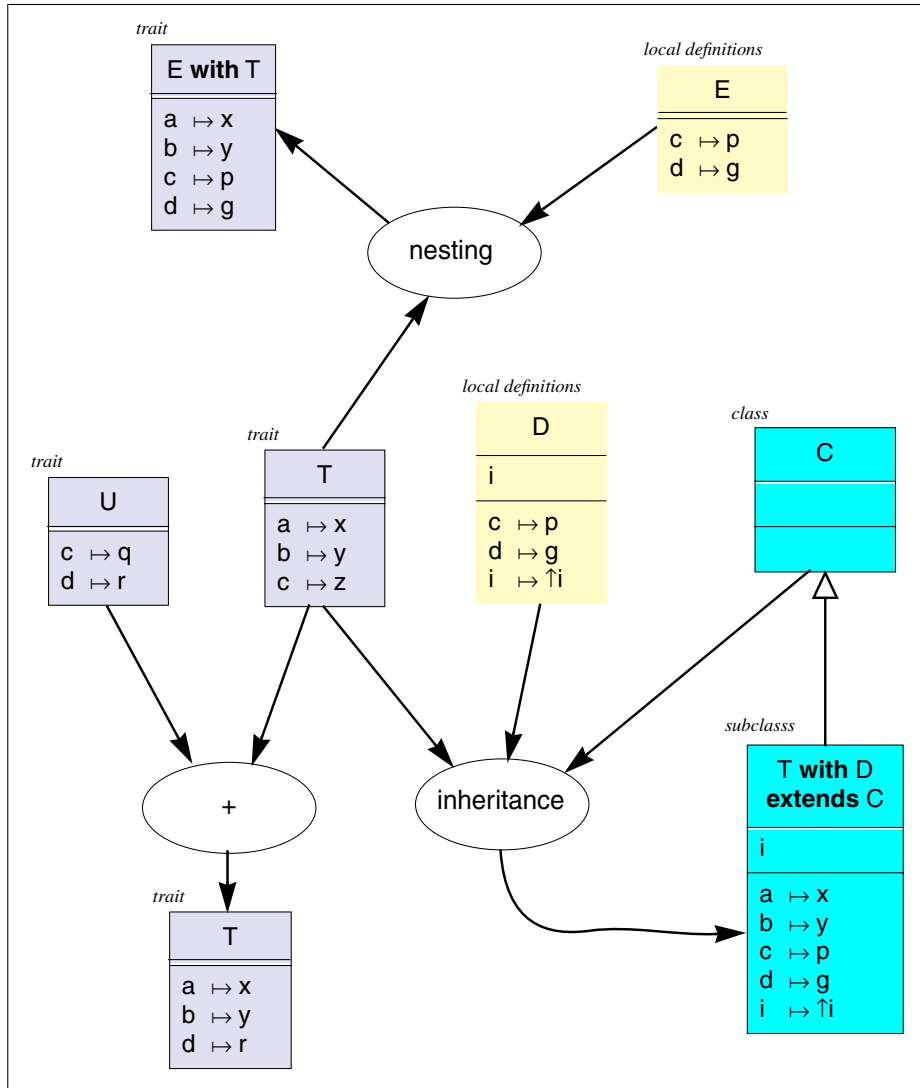 trait
E with T
a ↦ x
b ↦ y
c ↦ p
d ↦ g
local definitions
E
c ↦ p
d ↦ g
nesting
trait
U
c ↦ q
d ↦ r
trait
T
a ↦ x
b ↦ y
c ↦ z
local definitions
D
i
c ↦ p
d ↦ g
i ↦ ↑i
class
C
+
inheritance
subclasss
T with D
extends C
i
a ↦ x
b ↦ y
c ↦ p
d ↦ g
i ↦ ↑i
trait
T
a ↦ x
b ↦ y
d ↦ r